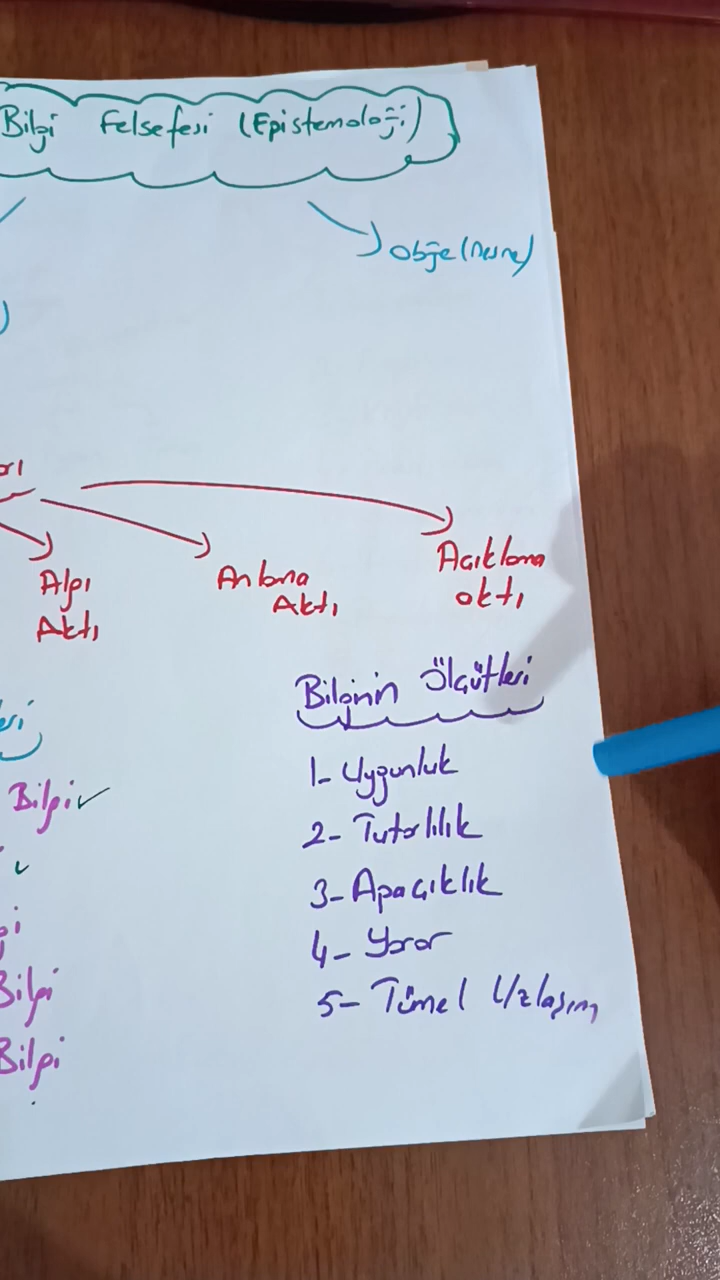 Bilgi Felsefesi (Epistemoloji)
Obje (nesne)
Algı
Aktı
Anlama
Aktı
Açıklama
aktı
Bilginin Ölçütleri
1- Uygunluk
2- Tutarlılık
3- Apaçıklık
4- Yarar
5- Tümel Uzlaşım
Bilgi
Bilgi
Bilgi